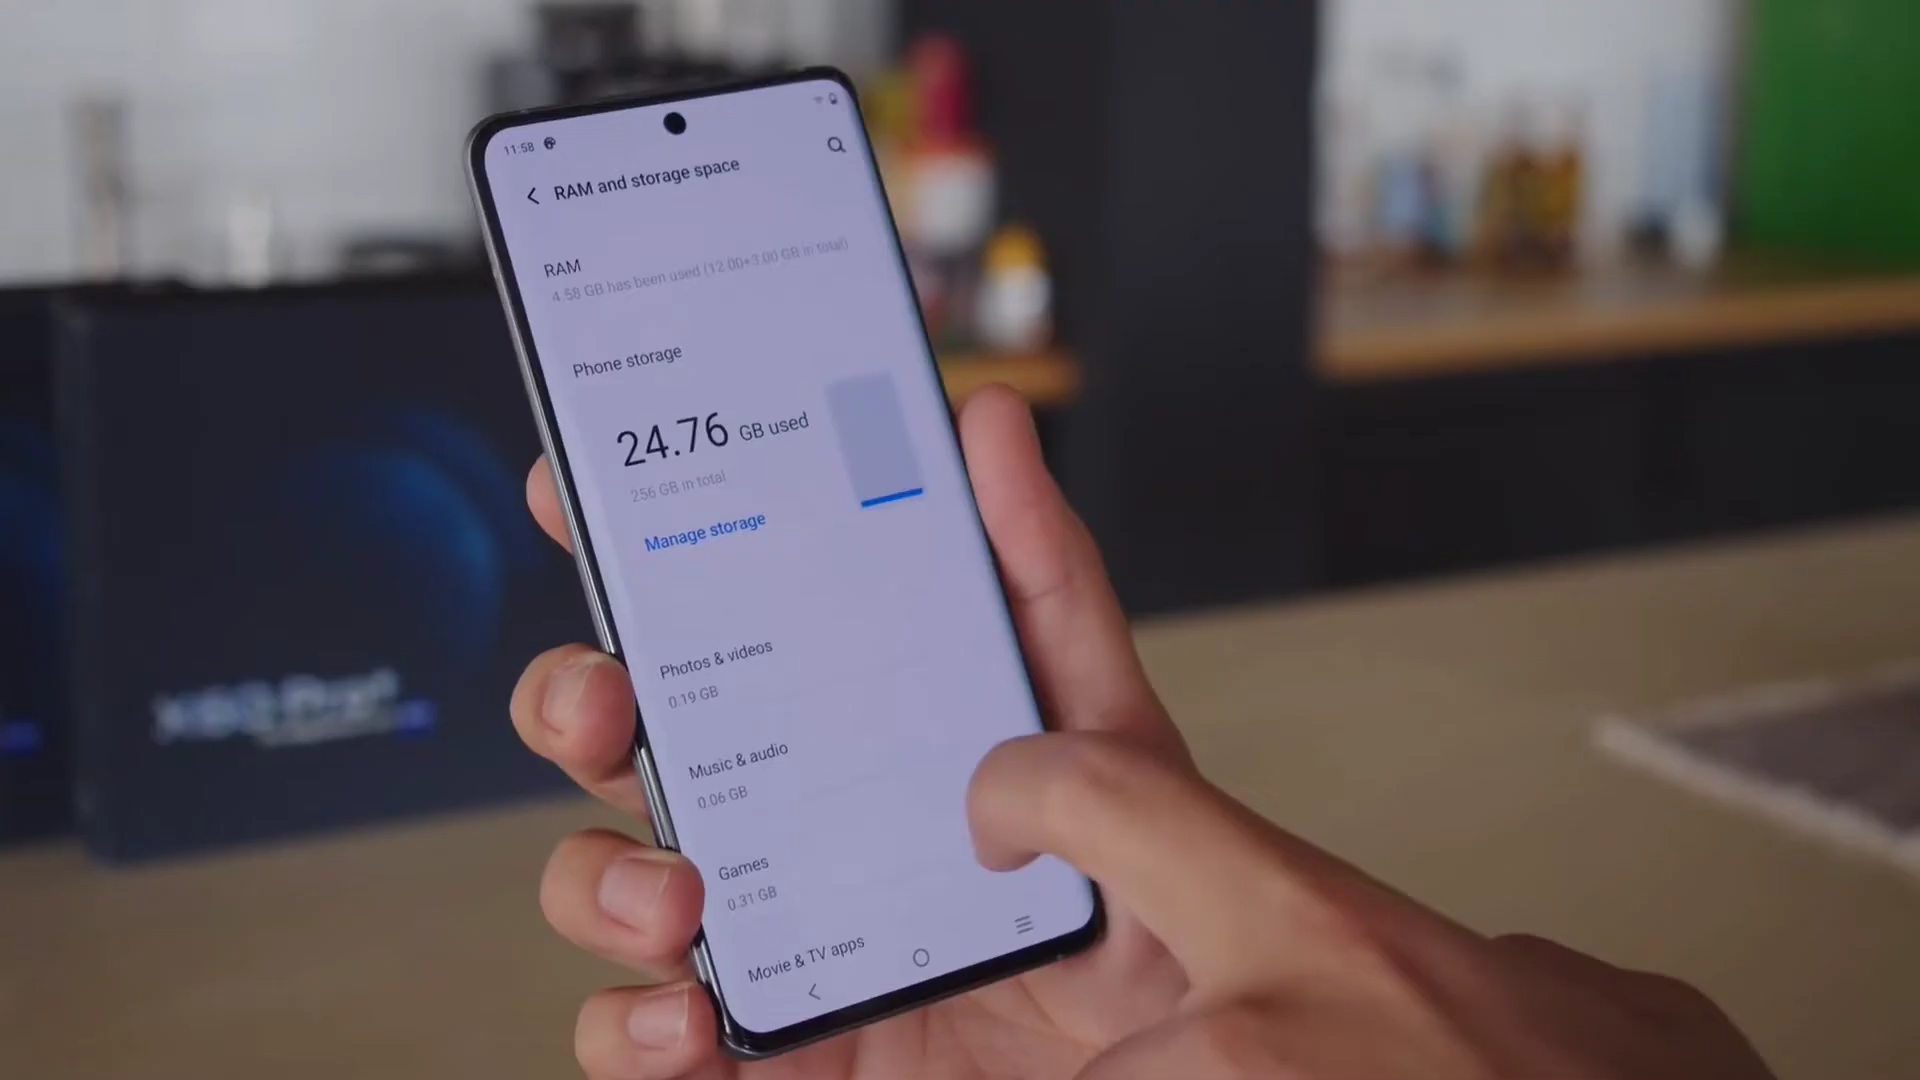 11:58
RAM and storage space
RAM
4.58 GB has been used (12.00+3.00 GB in total)
Phone storage
24.76 GB used
256 GB in total
Manage storage
Photos & videos
0.19 GB
Music & audio
0.06 GB
Games
0.31 GB
Movie & TV apps